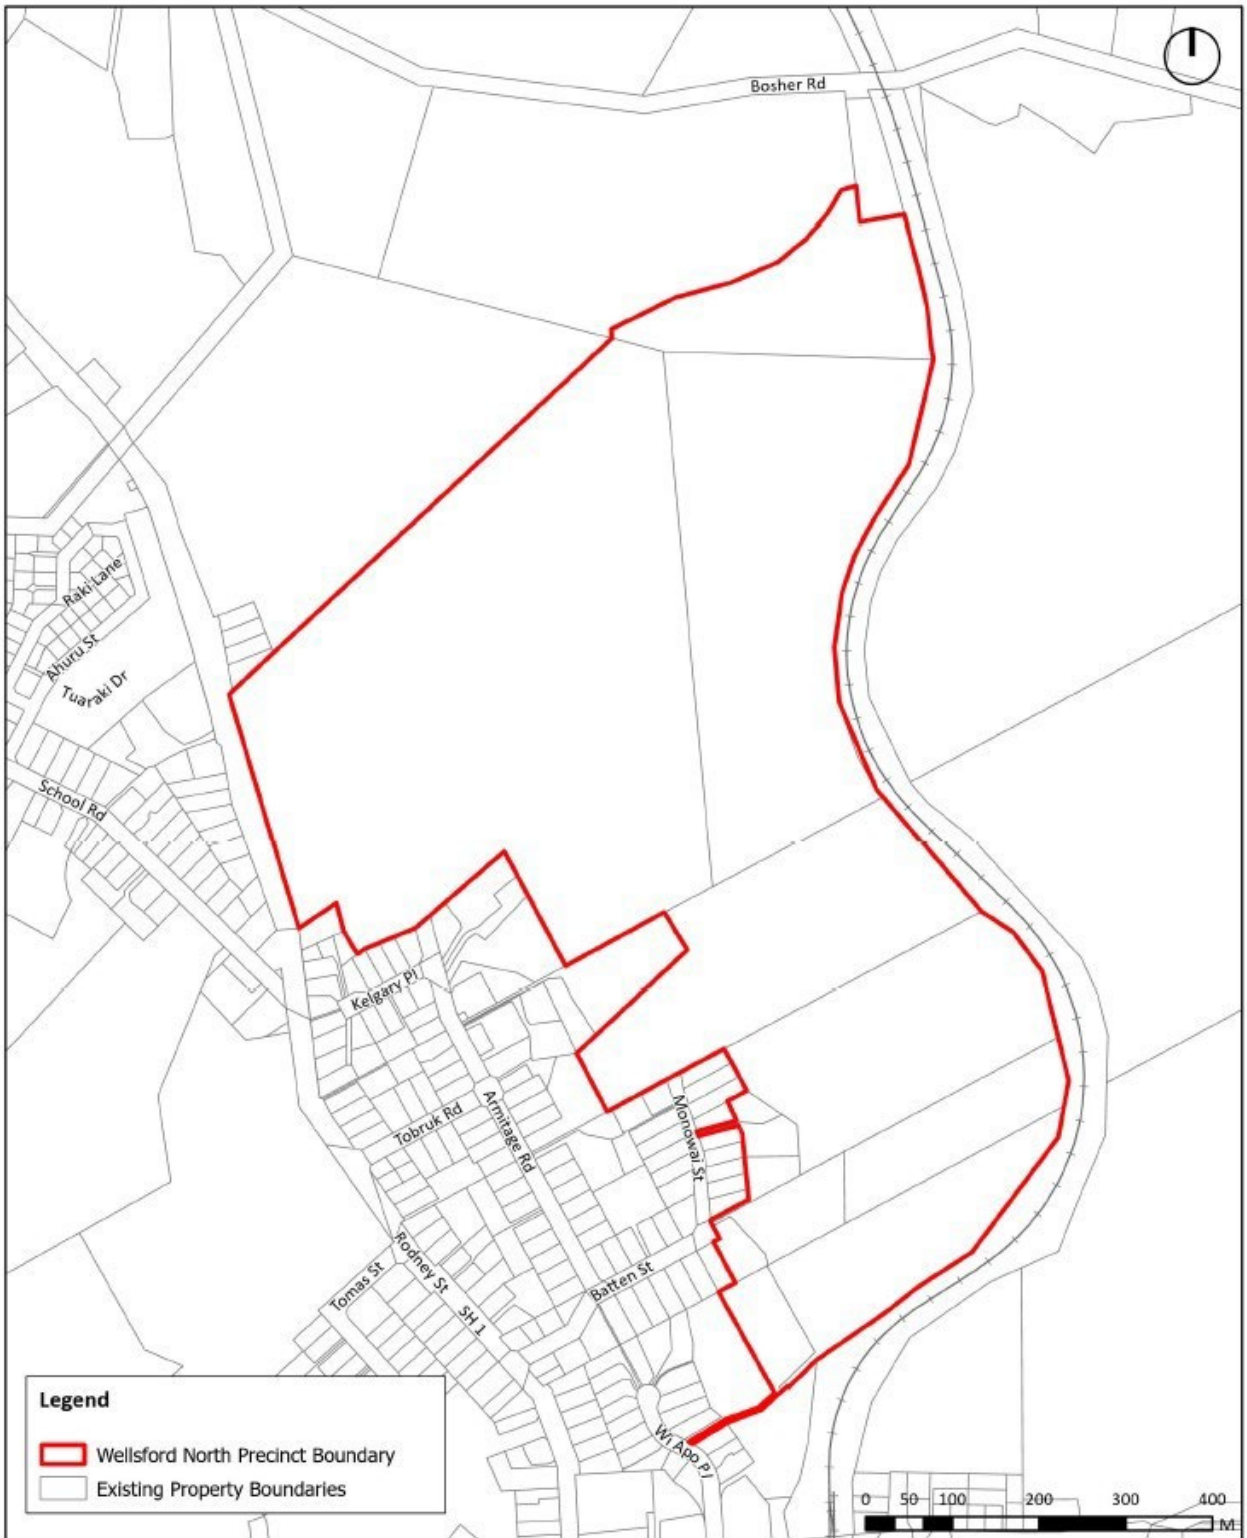 Bosher Rd
Raki Lane
Ahuru St
Tuaraki Dr
School Rd
Kelgary Pl
Tobruk Rd
Armitage Rd
Monowai St
Rodney St
SH 1
Tomas St
Batten St
Wi Apo Pl
Legend
Wellsford North Precinct Boundary
Existing Property Boundaries
0 50 100 200 300 400
M